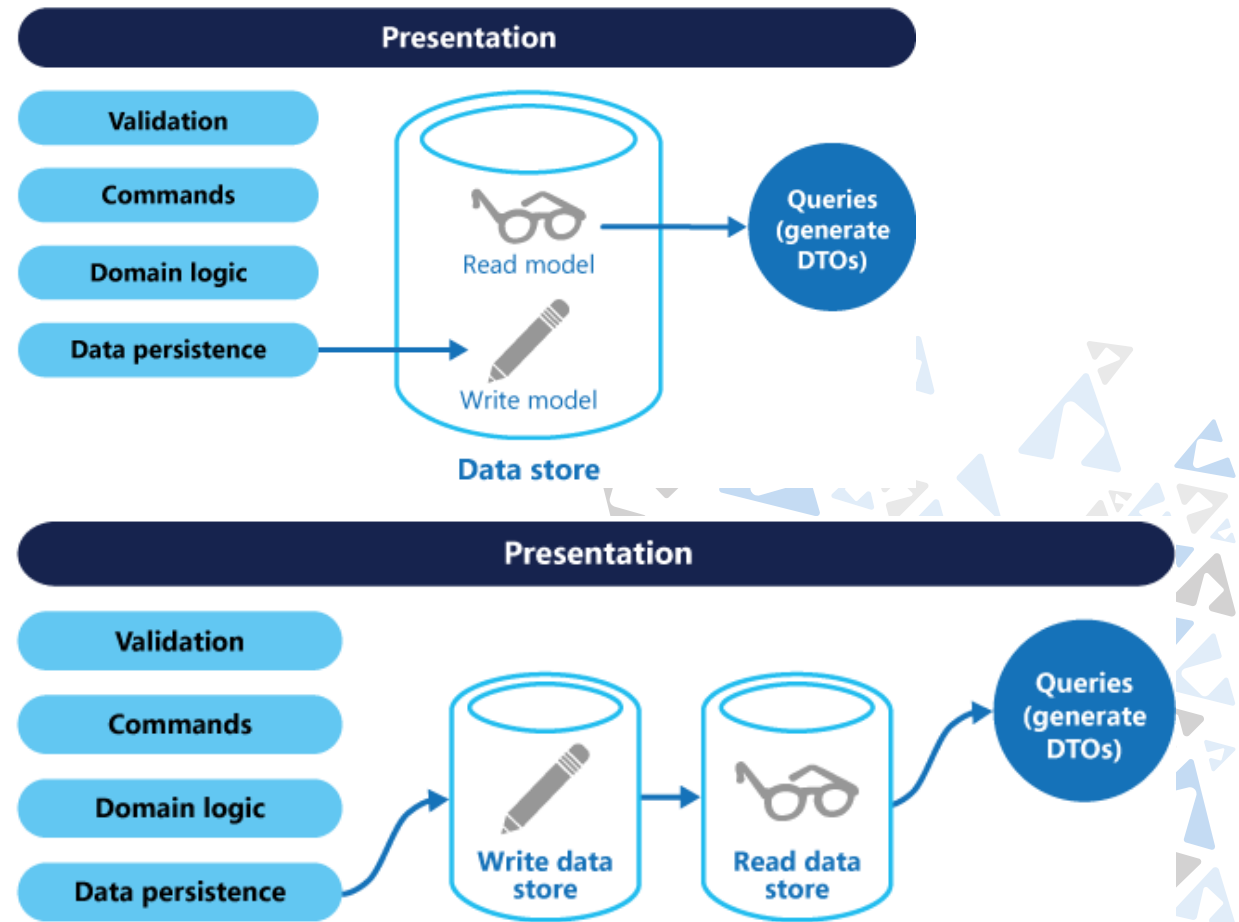 Presentation
Validation
Commands
Domain logic
Data persistence
Read model
Write model
Data store
Queries
(generate
DTOs)
Presentation
Validation
Commands
Domain logic
Data persistence
Write data
store
Read data
store
Queries
(generate
DTOs)